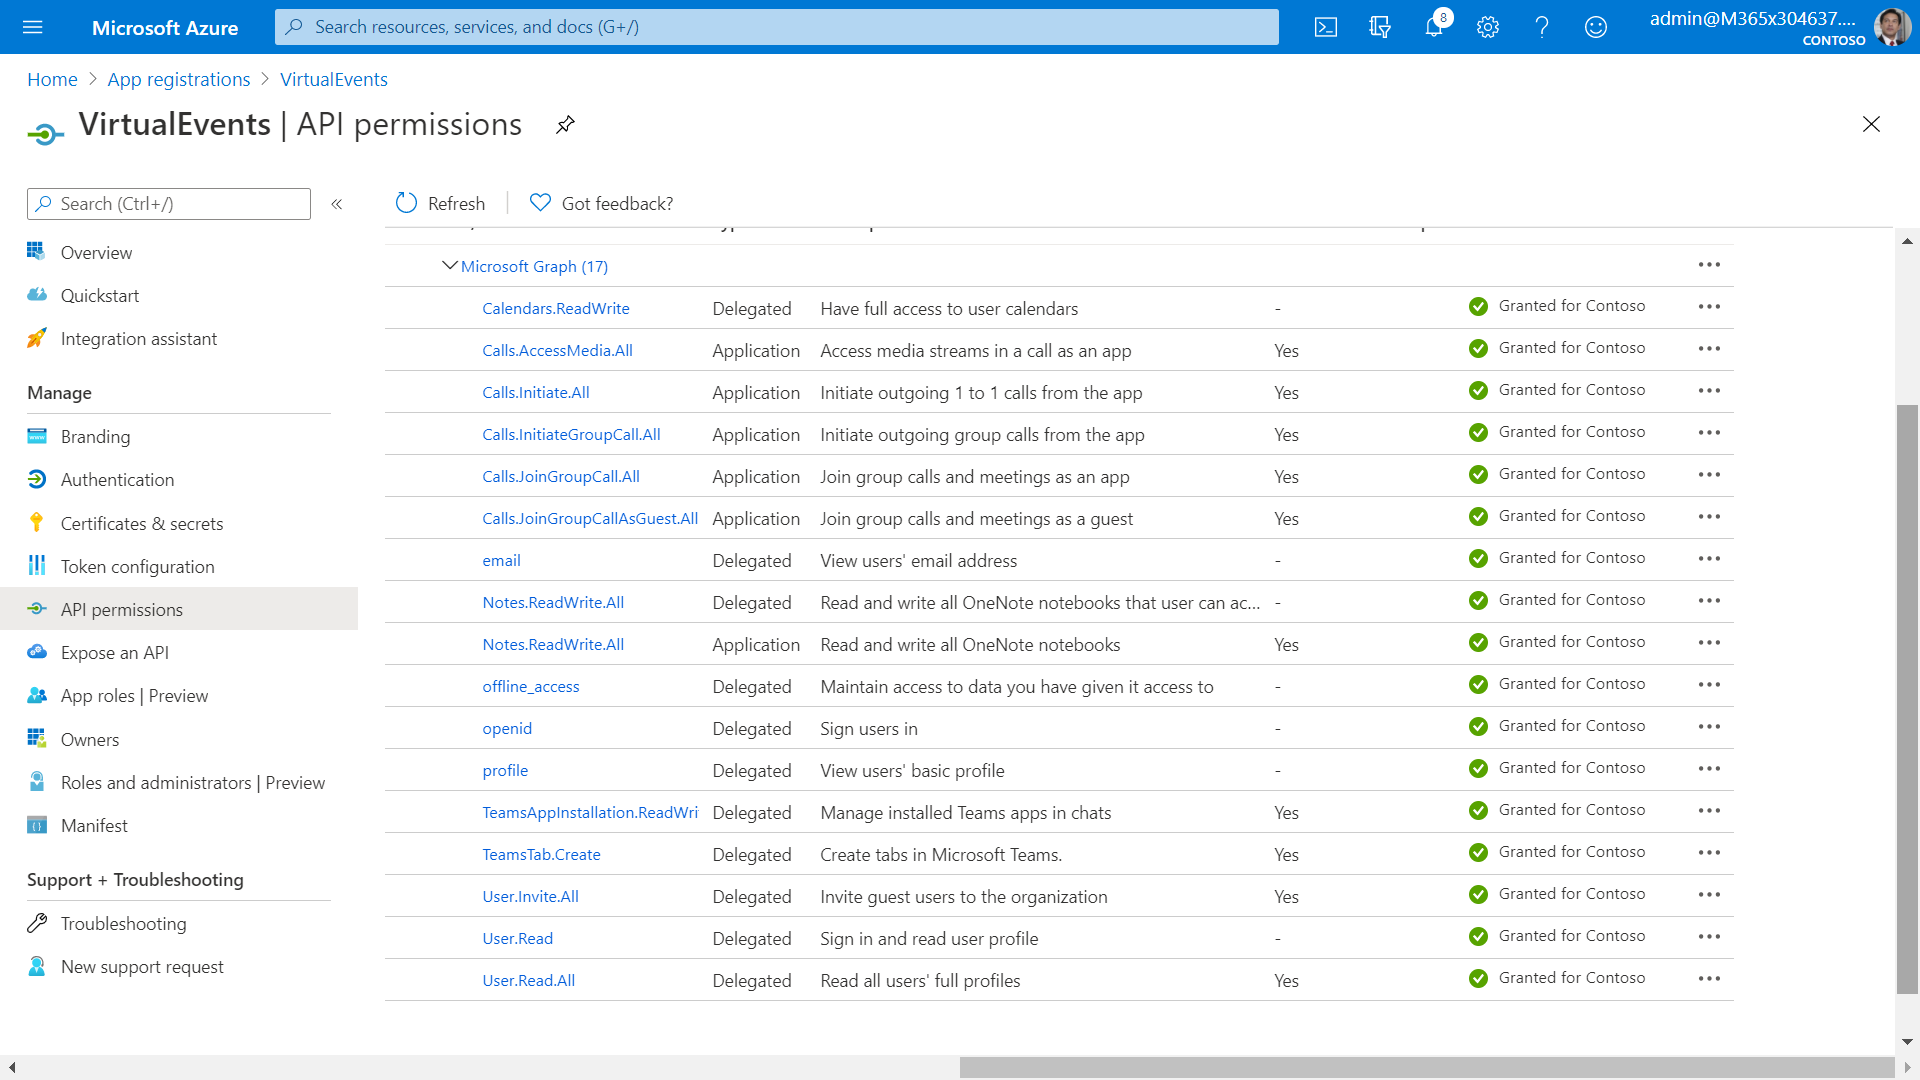 Microsoft Azure
Search resources, services, and docs (G+/)
8
admin@M365x304637....
CONTOSO
Home > App registrations > VirtualEvents
VirtualEvents | API permissions
Search (Ctrl+/)
«
Refresh
Got feedback?
Overview
Quickstart
Integration assistant
Manage
Branding
Authentication
Certificates & secrets
Token configuration
API permissions
Expose an API
App roles | Preview
Owners
Roles and administrators | Preview
Manifest
Support + Troubleshooting
Troubleshooting
New support request
Microsoft Graph (17) •••
Calendars.ReadWrite Delegated Have full access to user calendars - Granted for Contoso •••
Calls.AccessMedia.All Application Access media streams in a call as an app Yes Granted for Contoso •••
Calls.Initiate.All Application Initiate outgoing 1 to 1 calls from the app Yes Granted for Contoso •••
Calls.InitiateGroupCall.All Application Initiate outgoing group calls from the app Yes Granted for Contoso •••
Calls.JoinGroupCall.All Application Join group calls and meetings as an app Yes Granted for Contoso •••
Calls.JoinGroupCallAsGuest.All Application Join group calls and meetings as a guest Yes Granted for Contoso •••
email Delegated View users' email address - Granted for Contoso •••
Notes.ReadWrite.All Delegated Read and write all OneNote notebooks that user can ac... - Granted for Contoso •••
Notes.ReadWrite.All Application Read and write all OneNote notebooks Yes Granted for Contoso •••
offline_access Delegated Maintain access to data you have given it access to - Granted for Contoso •••
openid Delegated Sign users in - Granted for Contoso •••
profile Delegated View users' basic profile - Granted for Contoso •••
TeamsAppInstallation.ReadWri Delegated Manage installed Teams apps in chats Yes Granted for Contoso •••
TeamsTab.Create Delegated Create tabs in Microsoft Teams. Yes Granted for Contoso •••
User.Invite.All Delegated Invite guest users to the organization Yes Granted for Contoso •••
User.Read Delegated Sign in and read user profile - Granted for Contoso •••
User.Read.All Delegated Read all users' full profiles Yes Granted for Contoso •••